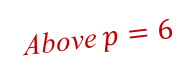 Above p = 6